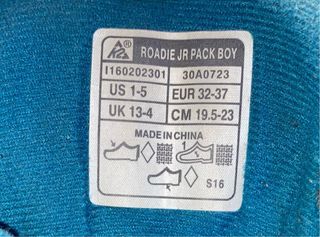 K2 ROADIE JR PACK BOY
I160202301 30A0723
US 1-5 EUR 32-37
UK 13-4 CM 19.5-23
MADE IN CHINA
S16